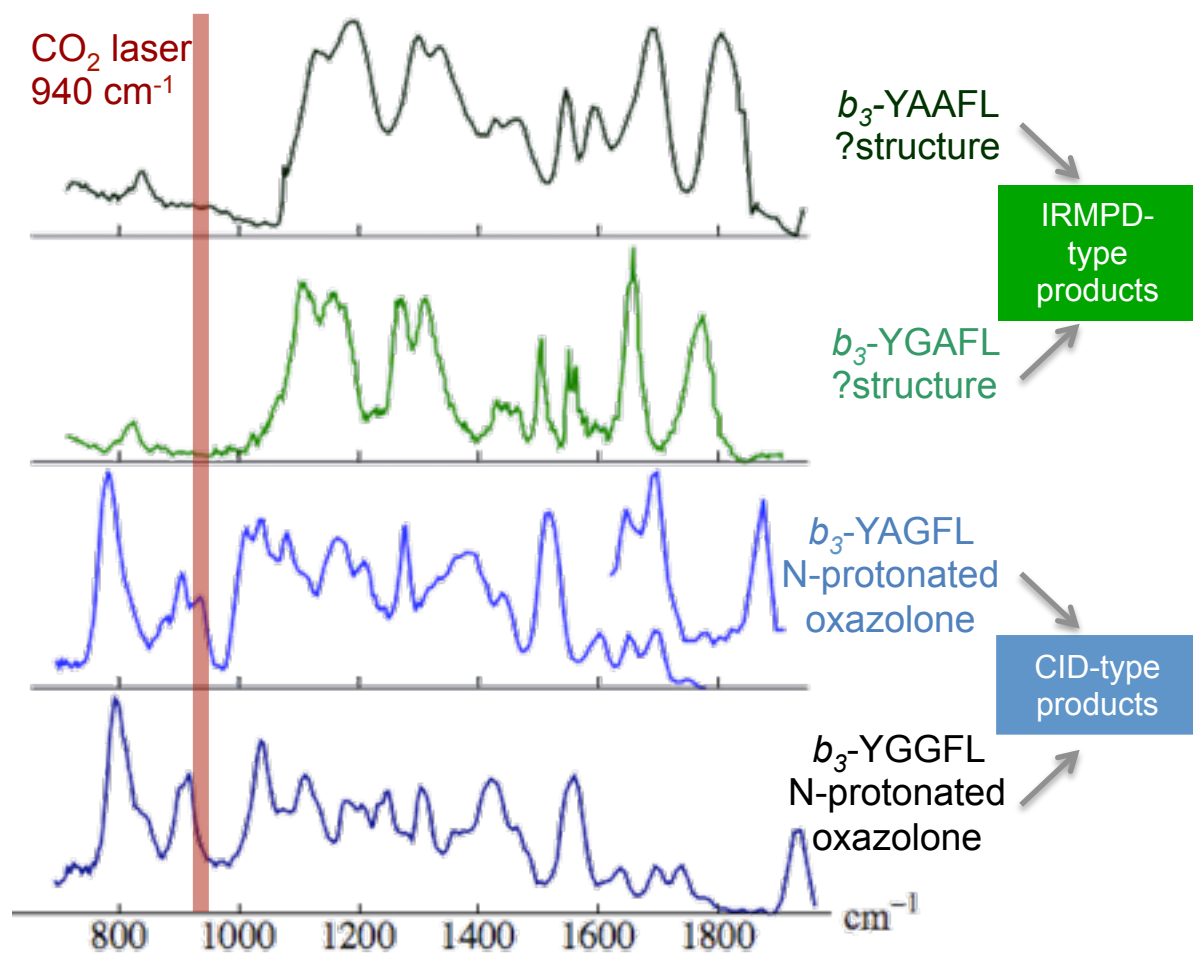 CO₂ laser
940 cm⁻¹
b₃-YAAFL
?structure
IRMPD-
type
products
b₃-YGAFL
?structure
b₃-YAGFL
N-protonated
oxazolone
CID-type
products
b₃-YGGFL
N-protonated
oxazolone
800 1000 1200 1400 1600 1800 cm⁻¹